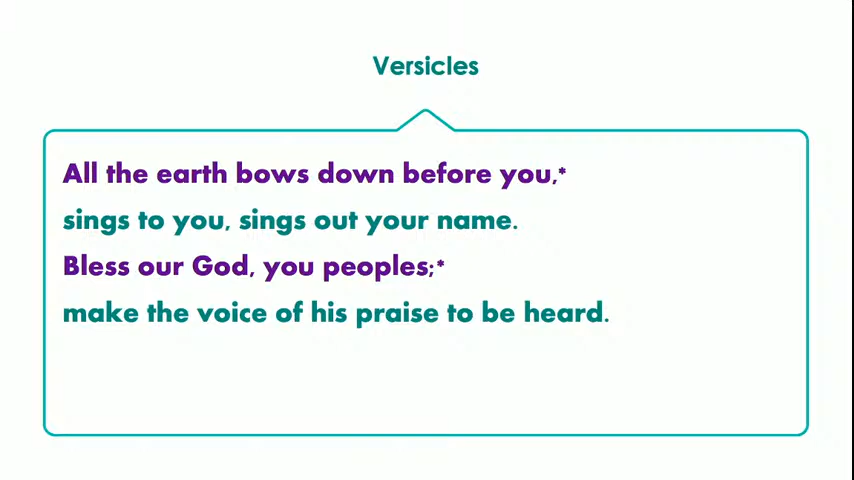 Versicles
All the earth bows down before you,*
sings to you, sings out your name.
Bless our God, you peoples;*
make the voice of his praise to be heard.